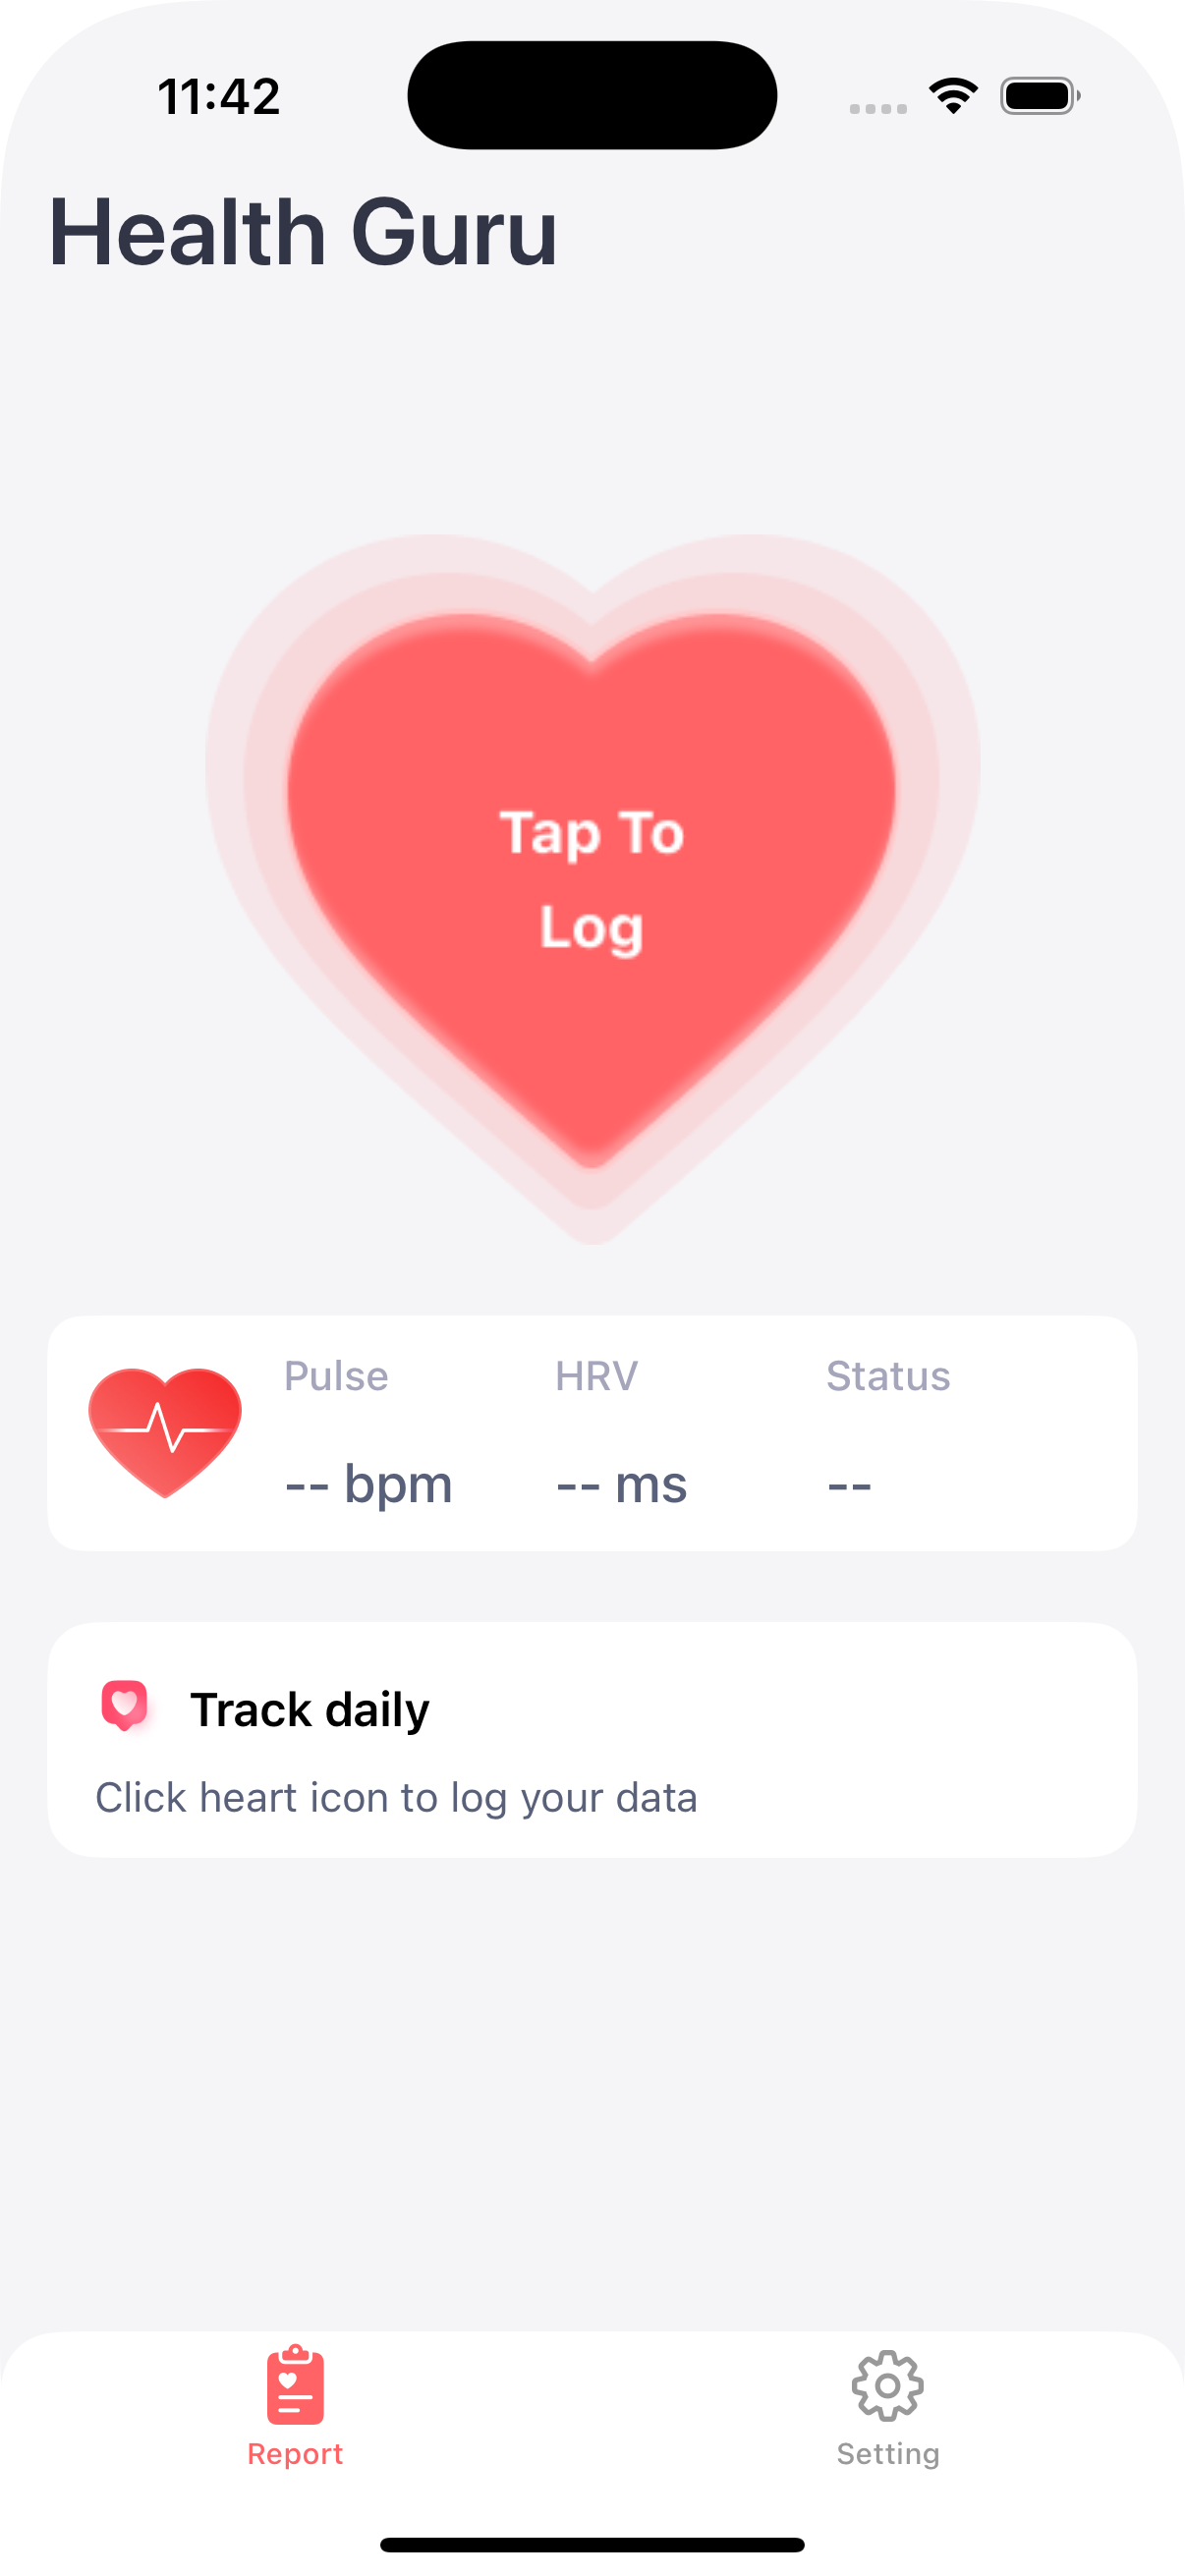 11:42
Health Guru
Tap To
Log
Pulse HRV Status
-- bpm -- ms --
Track daily
Click heart icon to log your data
Report Setting